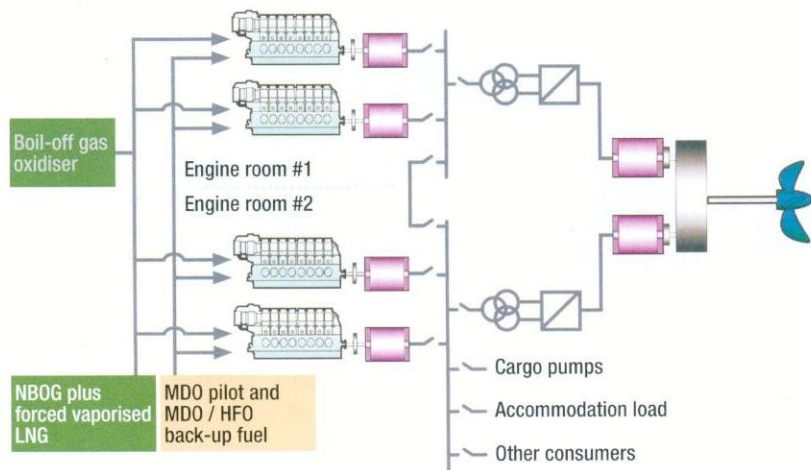 Boil-off gas
oxidiser
Engine room #1
Engine room #2
NBOG plus
forced vaporised
LNG
MDO pilot and
MDO / HFO
back-up fuel
Cargo pumps
Accommodation load
Other consumers